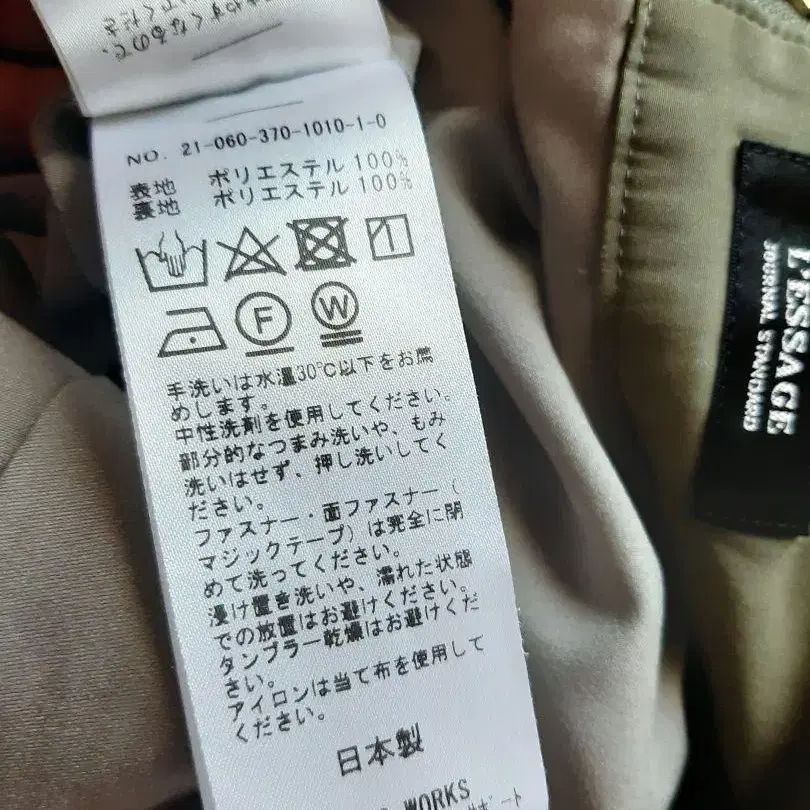 NO. 21-060-370-1010-1-0
表地 ポリエステル 100%
裏地 ポリエステル 100%
F
W
手洗いは水温30℃以下をお薦
めします。
中性洗剤を使用してください。
部分的なつまみ洗いや、もみ
洗いはせず、押し洗いしてく
ださい。
ファスナー・面ファスナー(
マジックテープ)は完全に閉
めて洗ってください。
浸け置き洗いや、濡れた状態
での放置はお避けください。
タンブラー乾燥はお避けくだ
さい。
アイロンは当て布を使用して
ください。
日本製
WORKS
L'ESSAGE
JOURNAL STANDARD